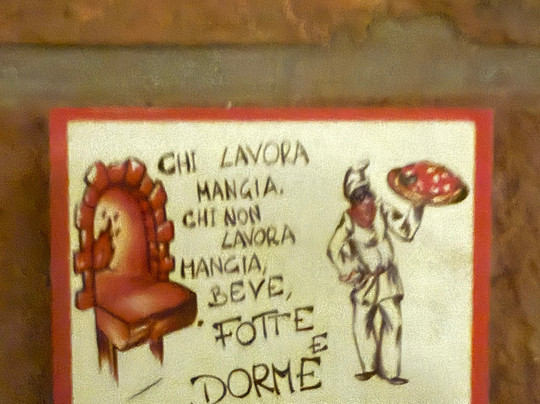 CHI LAVORA
MANGIA.
CHI NON
LAVORA
MANGIA,
BEVE,
FOTTE
E
DORME